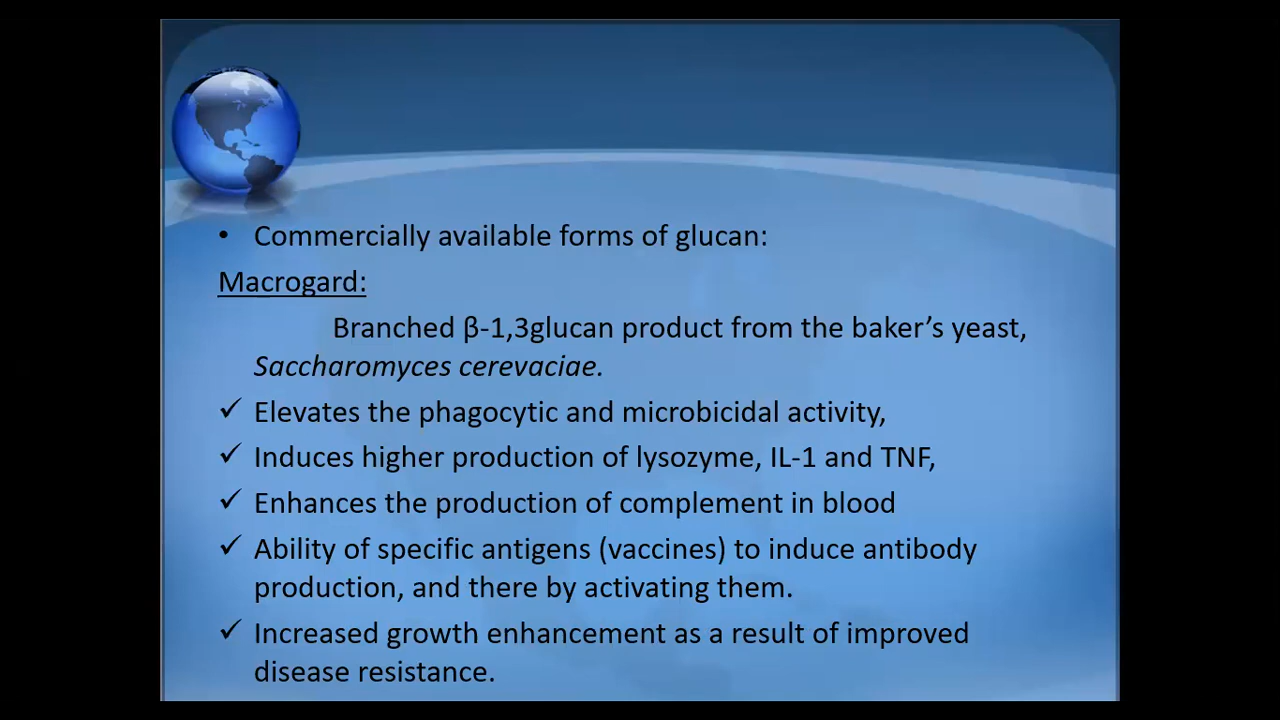 • Commercially available forms of glucan:
Macrogard:
Branched β-1,3glucan product from the baker’s yeast,
Saccharomyces cerevaciae.
✓ Elevates the phagocytic and microbicidal activity,
✓ Induces higher production of lysozyme, IL-1 and TNF,
✓ Enhances the production of complement in blood
✓ Ability of specific antigens (vaccines) to induce antibody
production, and there by activating them.
✓ Increased growth enhancement as a result of improved
disease resistance.